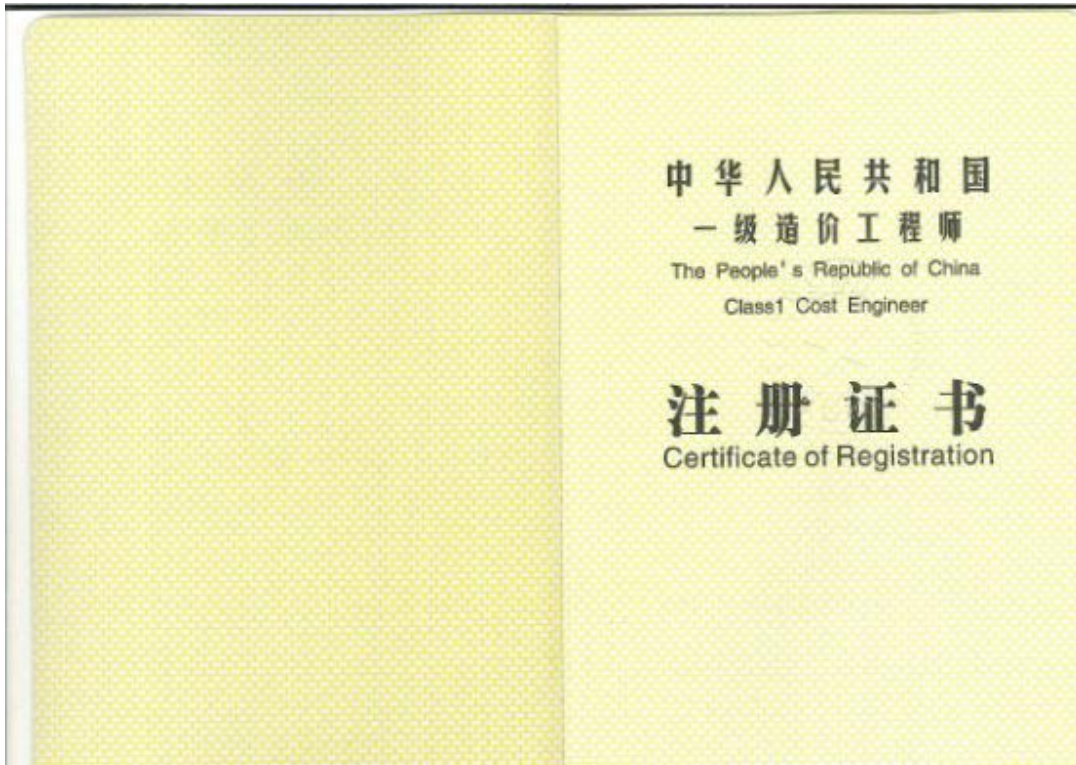 中华人民共和国
一级造价工程师
The People's Republic of China
Class1 Cost Engineer
注册证书
Certificate of Registration